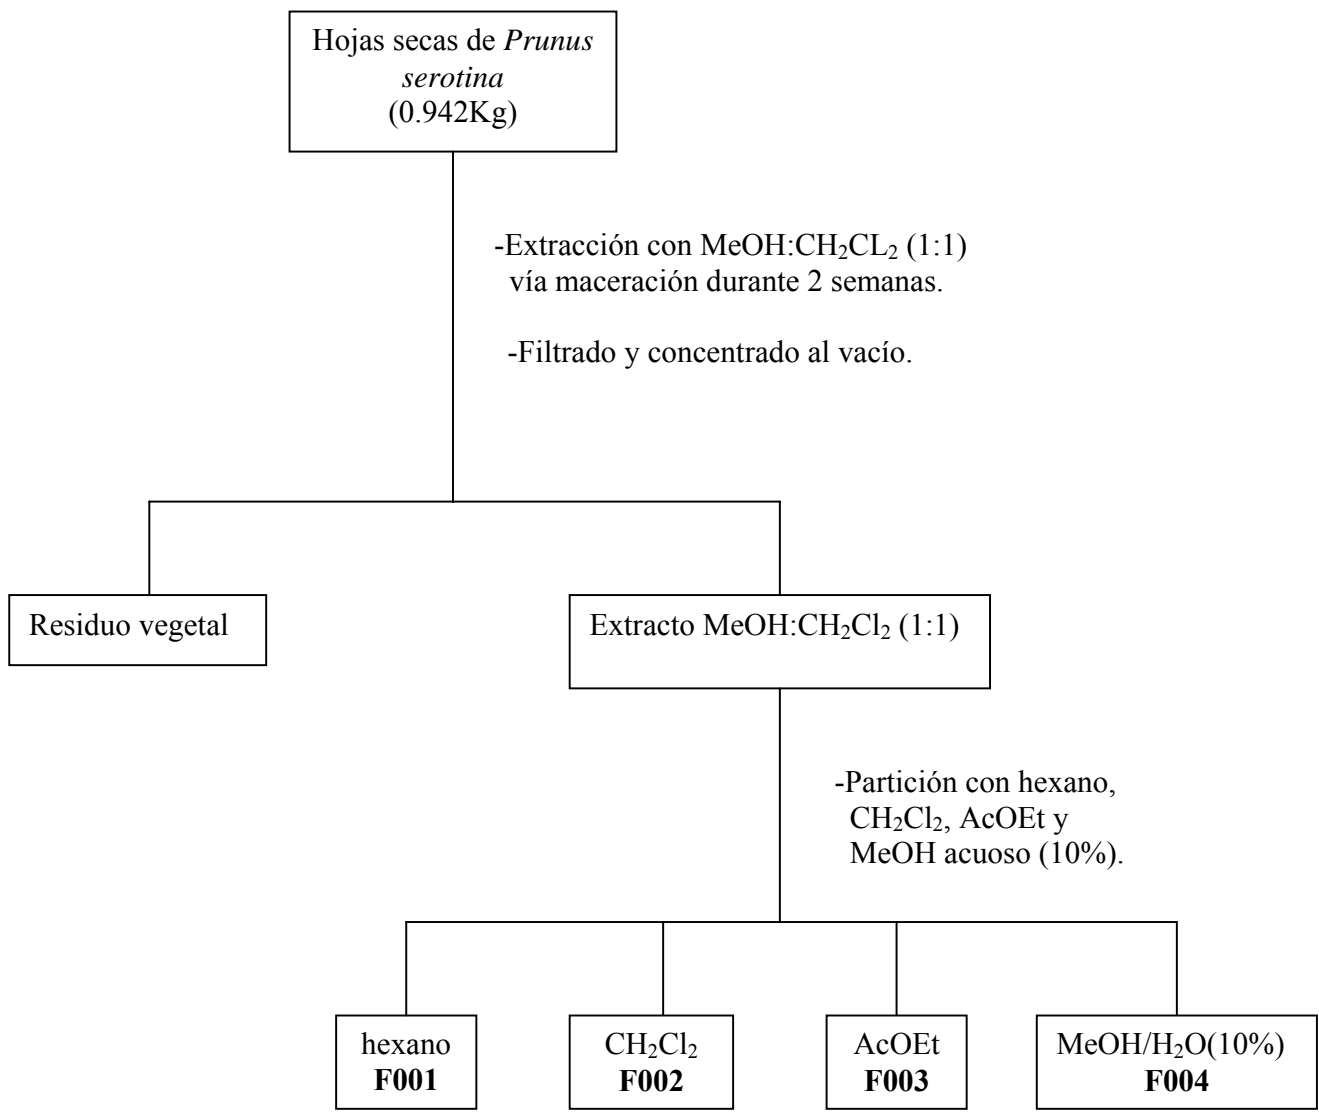 Hojas secas de Prunus
serotina
(0.942Kg)
-Extracción con MeOH:CH₂CL₂ (1:1)
vía maceración durante 2 semanas.
-Filtrado y concentrado al vacío.
Residuo vegetal
Extracto MeOH:CH₂Cl₂ (1:1)
-Partición con hexano,
CH₂Cl₂, AcOEt y
MeOH acuoso (10%).
hexano
F001
CH₂Cl₂
F002
AcOEt
F003
MeOH/H₂O(10%)
F004